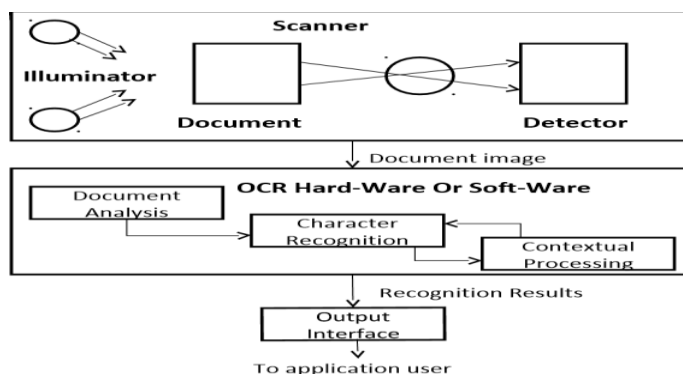 Scanner
Illuminator
Document
Detector
Document image
OCR Hard-Ware Or Soft-Ware
Document
Analysis
Character
Recognition
Contextual
Processing
Recognition Results
Output
Interface
To application user